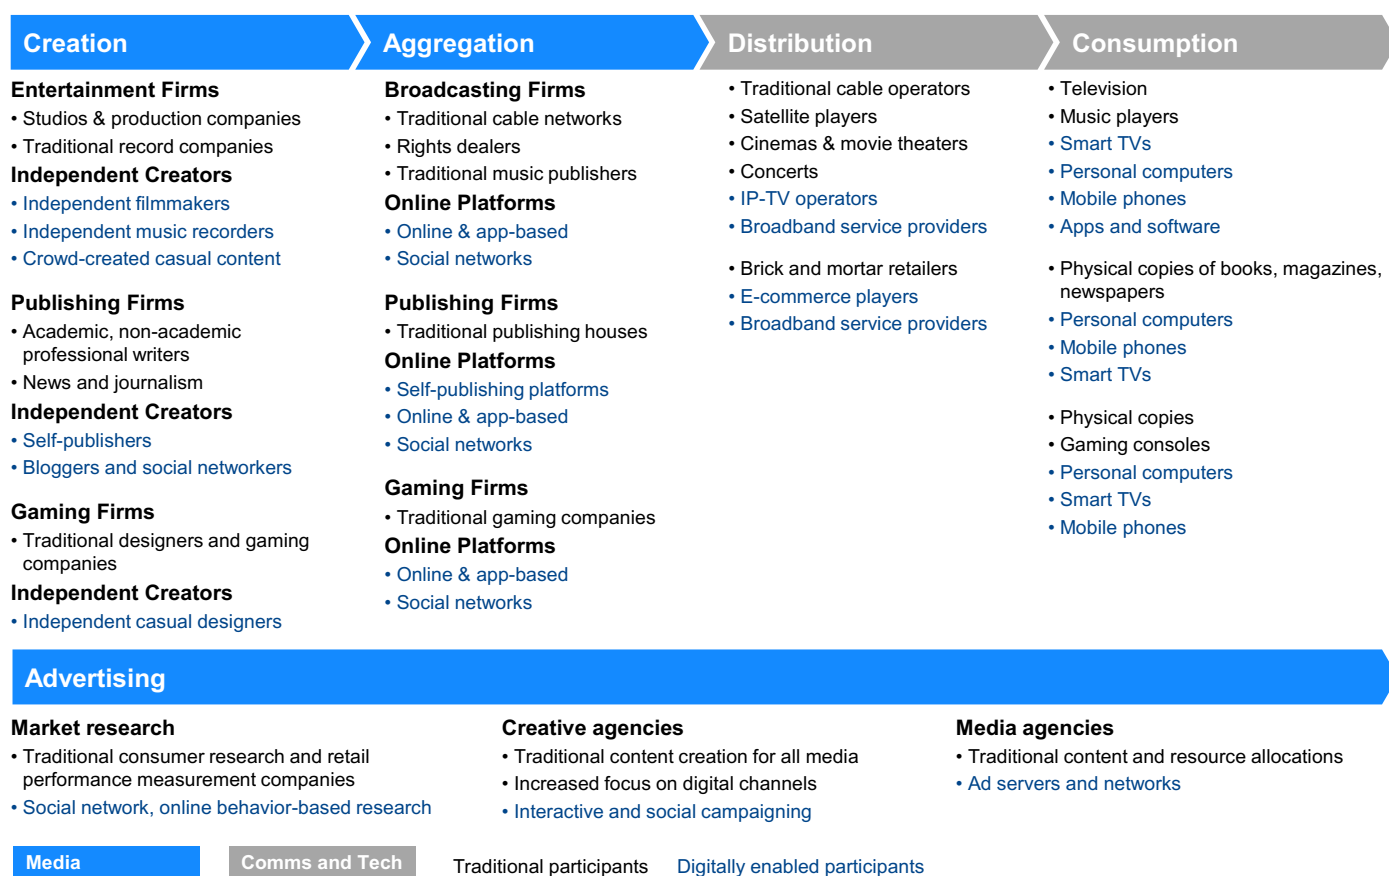 Creation
Aggregation
Distribution
Consumption
Entertainment Firms
• Studios & production companies
• Traditional record companies
Independent Creators
• Independent filmmakers
• Independent music recorders
• Crowd-created casual content
Publishing Firms
• Academic, non-academic
professional writers
• News and journalism
Independent Creators
• Self-publishers
• Bloggers and social networkers
Gaming Firms
• Traditional designers and gaming
companies
Independent Creators
• Independent casual designers
Broadcasting Firms
• Traditional cable networks
• Rights dealers
• Traditional music publishers
Online Platforms
• Online & app-based
• Social networks
Publishing Firms
• Traditional publishing houses
Online Platforms
• Self-publishing platforms
• Online & app-based
• Social networks
Gaming Firms
• Traditional gaming companies
Online Platforms
• Online & app-based
• Social networks
• Traditional cable operators
• Satellite players
• Cinemas & movie theaters
• Concerts
• IP-TV operators
• Broadband service providers
• Brick and mortar retailers
• E-commerce players
• Broadband service providers
• Television
• Music players
• Smart TVs
• Personal computers
• Mobile phones
• Apps and software
• Physical copies of books, magazines,
newspapers
• Personal computers
• Mobile phones
• Smart TVs
• Physical copies
• Gaming consoles
• Personal computers
• Smart TVs
• Mobile phones
Advertising
Market research
• Traditional consumer research and retail
performance measurement companies
• Social network, online behavior-based research
Creative agencies
• Traditional content creation for all media
• Increased focus on digital channels
• Interactive and social campaigning
Media agencies
• Traditional content and resource allocations
• Ad servers and networks
Media
Comms and Tech
Traditional participants
Digitally enabled participants